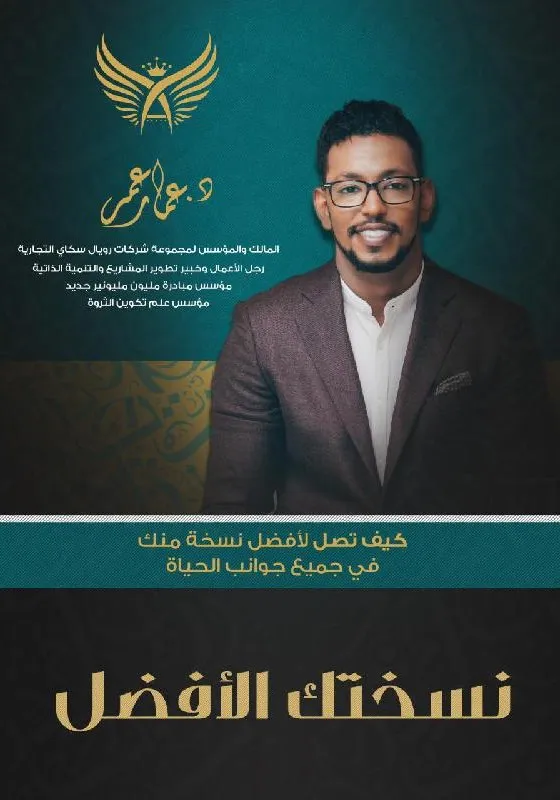 د. عمار عمر
المالك والمؤسس لمجموعة شركات رويال سكاي التجارية
رجل الأعمال وخبير تطوير المشاريع والتنمية الذاتية
مؤسس مبادرة مليون مليونير جديد
مؤسس علم تكوين الثروة
كيف تصل لأفضل نسخة منك
في جميع جوانب الحياة
نسختك الأفضل